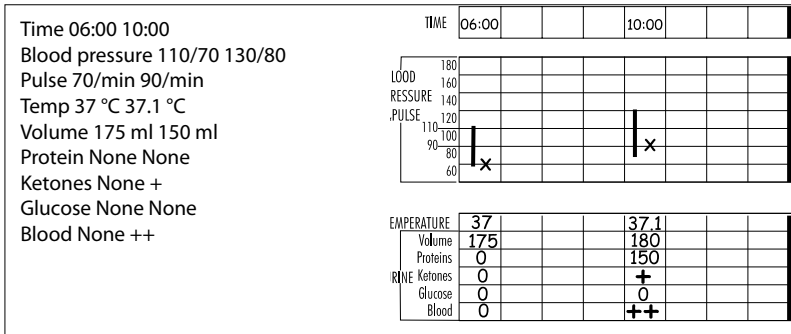 Time 06:00 10:00
Blood pressure 110/70 130/80
Pulse 70/min 90/min
Temp 37 °C 37.1 °C
Volume 175 ml 150 ml
Protein None None
Ketones None +
Glucose None None
Blood None ++
TIME 06:00 10:00
180
LOOD 160
RESSURE 140
PULSE 120
110 100
90 80
60
EMPERATURE 37 37.1
Volume 175 180
Proteins 0 150
RINE Ketones 0 +
Glucose 0 0
Blood 0 ++